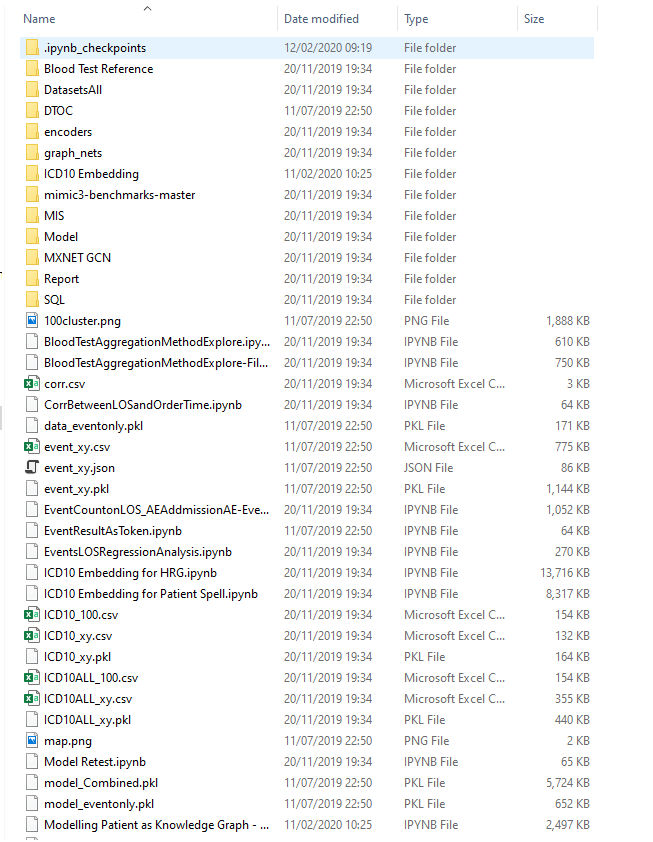 Name Date modified Type Size
.ipynb_checkpoints 12/02/2020 09:19 File folder
Blood Test Reference 20/11/2019 19:34 File folder
DatasetsAll 20/11/2019 19:34 File folder
DTOC 11/07/2019 22:50 File folder
encoders 20/11/2019 19:34 File folder
graph_nets 20/11/2019 19:34 File folder
ICD10 Embedding 11/02/2020 10:25 File folder
mimic3-benchmarks-master 20/11/2019 19:34 File folder
MIS 20/11/2019 19:34 File folder
Model 20/11/2019 19:34 File folder
MXNET GCN 20/11/2019 19:34 File folder
Report 20/11/2019 19:34 File folder
SQL 20/11/2019 19:34 File folder
100cluster.png 11/07/2019 22:50 PNG File 1,888 KB
BloodTestAggregationMethodExplore.ipy... 20/11/2019 19:34 IPYNB File 610 KB
BloodTestAggregationMethodExplore-Fil... 20/11/2019 19:34 IPYNB File 750 KB
corr.csv 20/11/2019 19:34 Microsoft Excel C... 3 KB
CorrBetweenLOSandOrderTime.ipynb 20/11/2019 19:34 IPYNB File 64 KB
data_eventonly.pkl 11/07/2019 22:50 PKL File 171 KB
event_xy.csv 11/07/2019 22:50 Microsoft Excel C... 775 KB
event_xy.json 11/07/2019 22:50 JSON File 86 KB
event_xy.pkl 11/07/2019 22:50 PKL File 1,144 KB
EventCountonLOS_AEAddmissionAE-Eve... 20/11/2019 19:34 IPYNB File 1,052 KB
EventResultAsToken.ipynb 11/07/2019 22:50 IPYNB File 64 KB
EventsLOSRegressionAnalysis.ipynb 20/11/2019 19:34 IPYNB File 270 KB
ICD10 Embedding for HRG.ipynb 20/11/2019 19:34 IPYNB File 13,716 KB
ICD10 Embedding for Patient Spell.ipynb 20/11/2019 19:34 IPYNB File 8,317 KB
ICD10_100.csv 20/11/2019 19:34 Microsoft Excel C... 154 KB
ICD10_xy.csv 20/11/2019 19:34 Microsoft Excel C... 132 KB
ICD10_xy.pkl 20/11/2019 19:34 PKL File 164 KB
ICD10ALL_100.csv 20/11/2019 19:34 Microsoft Excel C... 154 KB
ICD10ALL_xy.csv 20/11/2019 19:34 Microsoft Excel C... 355 KB
ICD10ALL_xy.pkl 20/11/2019 19:34 PKL File 440 KB
map.png 11/07/2019 22:50 PNG File 2 KB
Model Retest.ipynb 20/11/2019 19:34 IPYNB File 65 KB
model_Combined.pkl 11/07/2019 22:50 PKL File 5,724 KB
model_eventonly.pkl 11/07/2019 22:50 PKL File 652 KB
Modelling Patient as Knowledge Graph - ... 11/02/2020 10:25 IPYNB File 2,497 KB